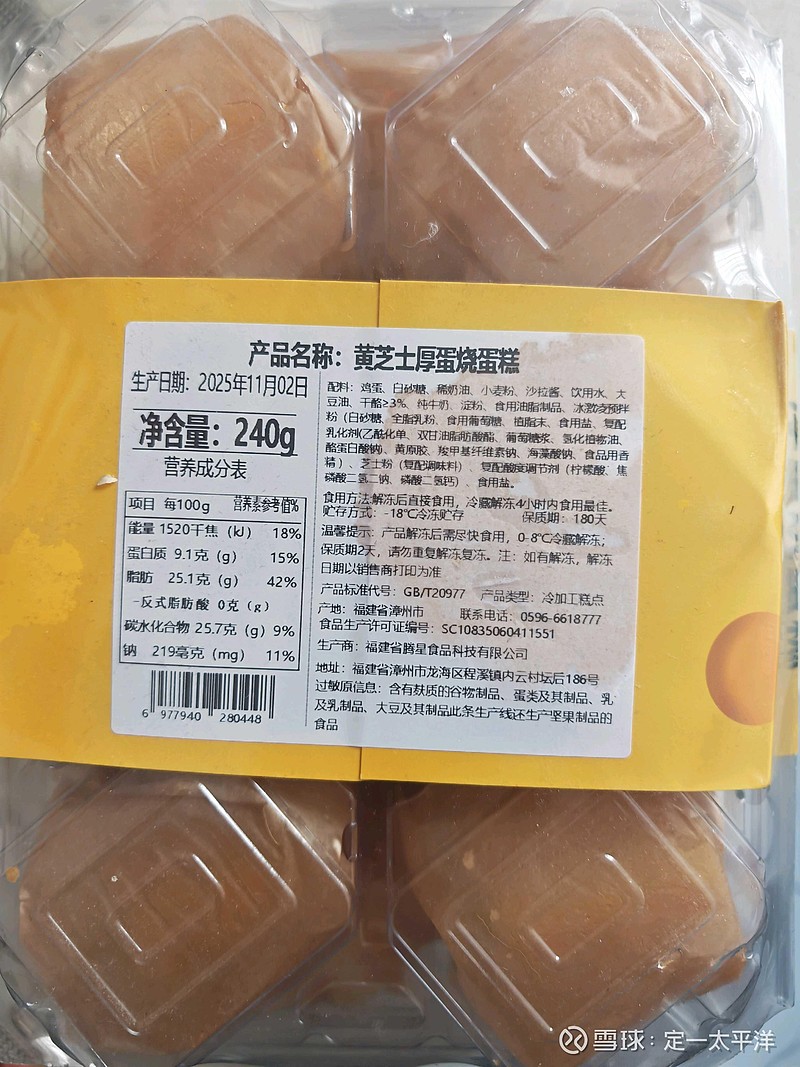 产品名称：黄芝士厚蛋烧蛋糕
生产日期：2025年11月02日
净含量：240g
营养成分表
项目 每100g 营养素参考值%
能量 1520千焦（kJ） 18%
蛋白质 9.1克（g） 15%
脂肪 25.1克（g） 42%
-反式脂肪酸 0克（g）
碳水化合物 25.7克（g） 9%
钠 219毫克（mg） 11%
6 977940 280448
配料：鸡蛋、白砂糖、稀奶油、小麦粉、沙拉酱、饮用水、大
豆油、干酪≥3%、纯牛奶、淀粉、食用油脂制品、冰激凌预拌
粉（白砂糖、全脂乳粉、食用葡萄糖、植脂末、食用盐、复配
乳化剂(乙酰化单、双甘油脂肪酸酯、葡萄糖浆、氢化植物油、
酪蛋白酸钠)、黄原胶、羧甲基纤维素钠、海藻酸钠、食品用香
精）、芝士粉（复配调味料）、复配酸度调节剂（柠檬酸、焦
磷酸二氢二钠、磷酸二氢钙）、食用盐。
食用方法:解冻后直接食用，冷藏解冻4小时内食用最佳。
贮存方式：-18℃冷冻贮存 保质期：180天
温馨提示：产品解冻后需尽快食用，0-8℃冷藏解冻；
保质期2天，请勿重复解冻复冻。注：如有解冻，解冻
日期以销售商打印为准
产品标准代号：GB/T20977 产品类型：冷加工糕点
产地：福建省漳州市 联系电话：0596-6618777
食品生产许可证编号：SC10835060411551
生产商：福建省腾星食品科技有限公司
地址：福建省漳州市龙海区程溪镇内云村坛后186号
过敏原信息：含有麸质的谷物制品、蛋类及其制品、乳
及乳制品、大豆及其制品此条生产线还生产坚果制品的
食品
雪球：定一太平洋